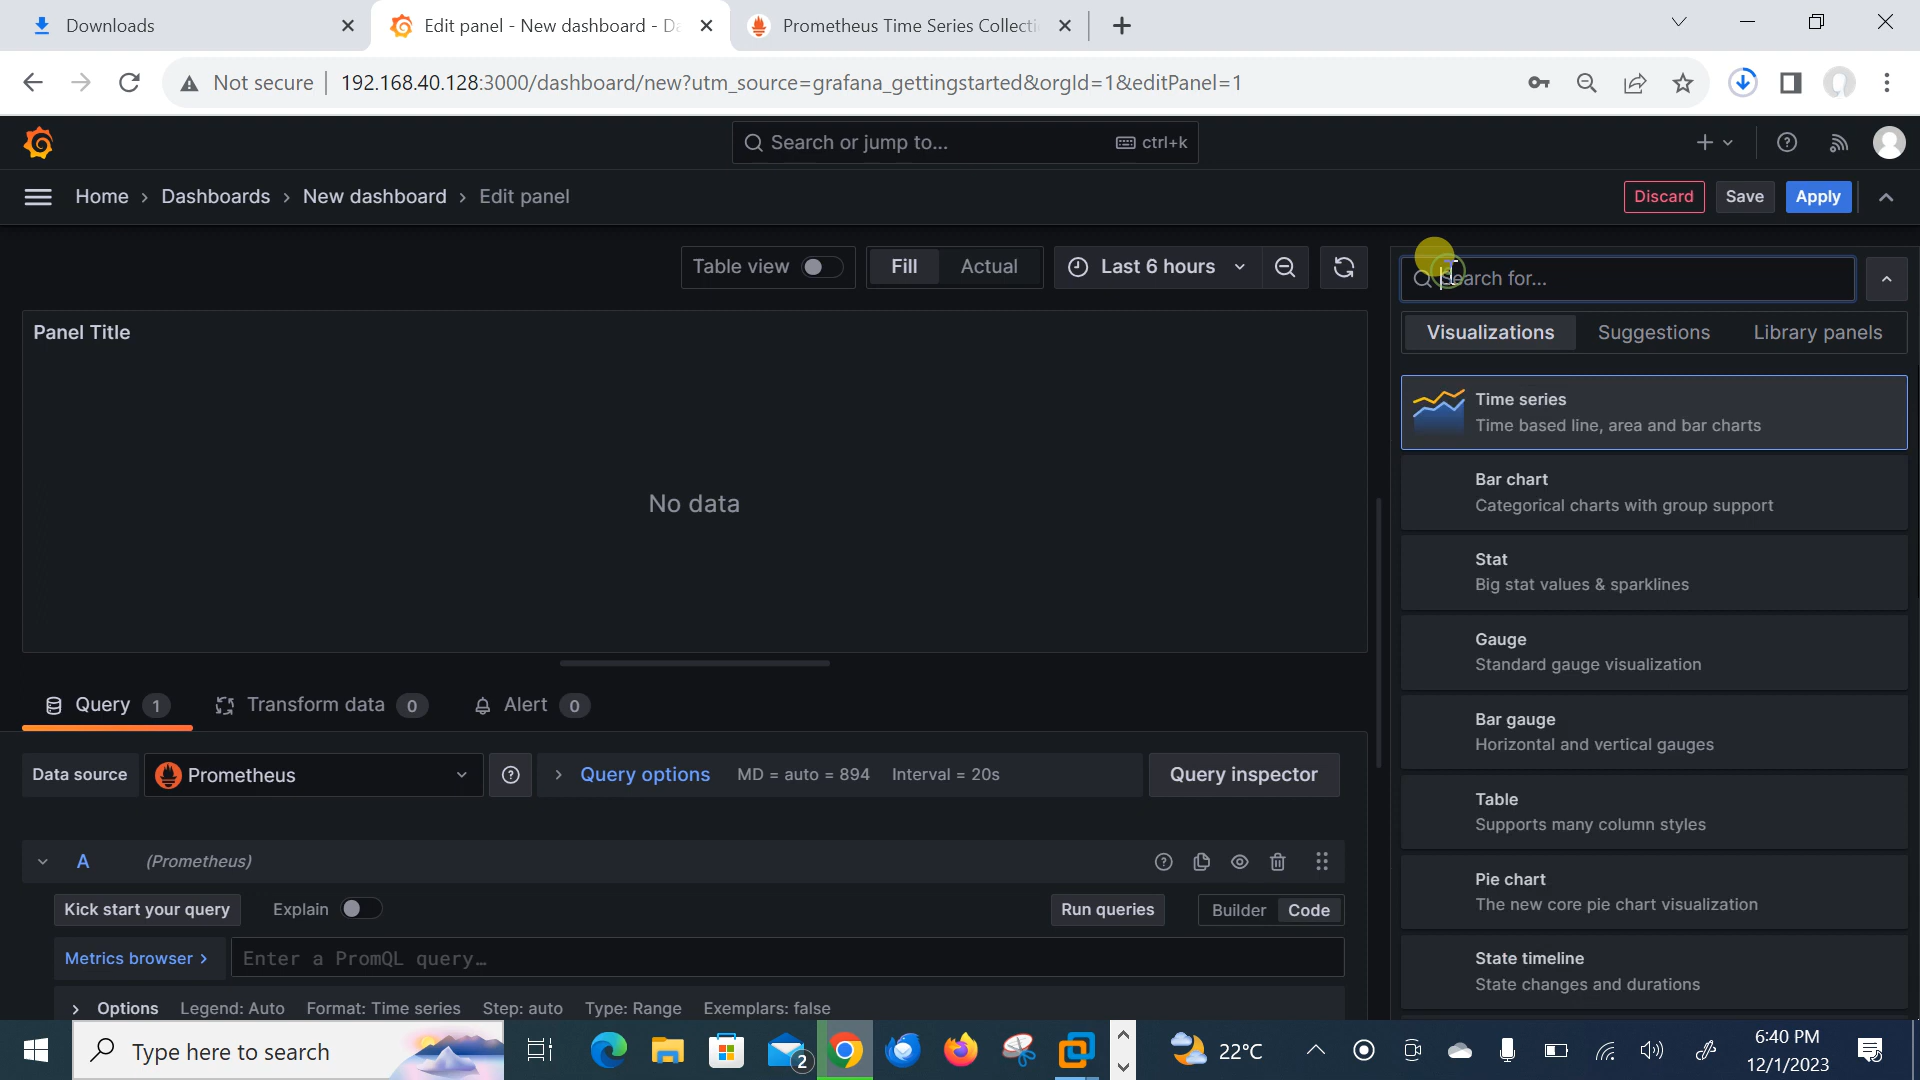 Downloads
Edit panel - New dashboard - Da
Prometheus Time Series Collecti
Not secure
192.168.40.128:3000/dashboard/new?utm_source=grafana_gettingstarted&orgId=1&editPanel=1
Search or jump to...
ctrl+k
Home › Dashboards › New dashboard › Edit panel
Discard
Save
Apply
Table view
Fill
Actual
Last 6 hours
Search for...
Panel Title
Visualizations
Suggestions
Library panels
No data
Time series
Time based line, area and bar charts
Bar chart
Categorical charts with group support
Stat
Big stat values & sparklines
Gauge
Standard gauge visualization
Bar gauge
Horizontal and vertical gauges
Table
Supports many column styles
Pie chart
The new core pie chart visualization
State timeline
State changes and durations
Query 1
Transform data 0
Alert 0
Data source
Prometheus
Query options
MD = auto = 894
Interval = 20s
Query inspector
A
(Prometheus)
Kick start your query
Explain
Run queries
Builder
Code
Metrics browser ›
Enter a PromQL query…
Options
Legend: Auto
Format: Time series
Step: auto
Type: Range
Exemplars: false
Type here to search
2
22°C
6:40 PM
12/1/2023